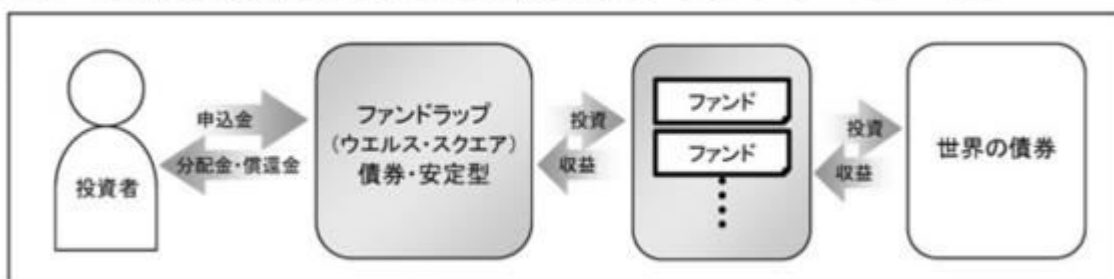 投資者
申込金
分配金・償還金
ファンドラップ
(ウエルス・スクエア)
債券・安定型
投資
収益
ファンド
ファンド
投資
収益
世界の債券